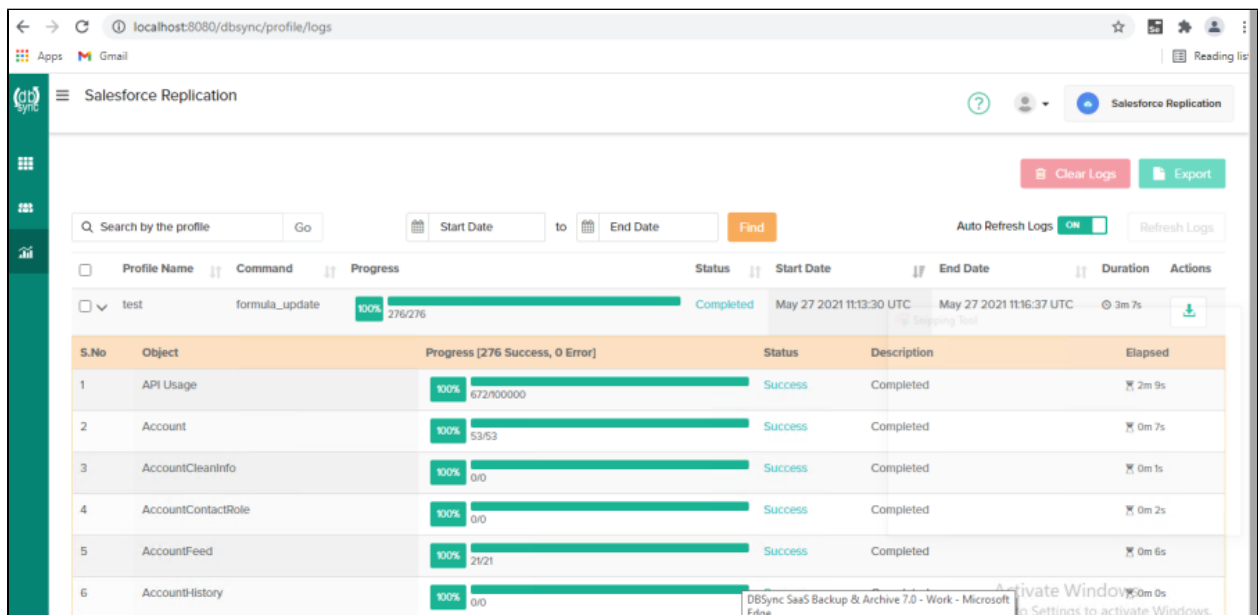 localhost:8080/dbsync/profile/logs
Apps Gmail Reading lis
(db)
sync
Salesforce Replication
? Salesforce Replication
Clear Logs Export
Search by the profile Go Start Date to End Date Find Auto Refresh Logs ON Refresh Logs
Profile Name Command Progress Status Start Date End Date Duration Actions
test formula_update 100% 276/276 Completed May 27 2021 11:13:30 UTC May 27 2021 11:16:37 UTC 3m 7s
Snipping Tool
S.No Object Progress [276 Success, 0 Error] Status Description Elapsed
1 API Usage 100% 672/100000 Success Completed 2m 9s
2 Account 100% 53/53 Success Completed 0m 7s
3 AccountCleanInfo 100% 0/0 Success Completed 0m 1s
4 AccountContactRole 100% 0/0 Success Completed 0m 2s
5 AccountFeed 100% 21/21 Success Completed 0m 6s
6 AccountHistory 100% 0/0 0m 0s
DBSync SaaS Backup & Archive 7.0 - Work - Microsoft
Edge
Activate Windows
to Settings to activate Windows.